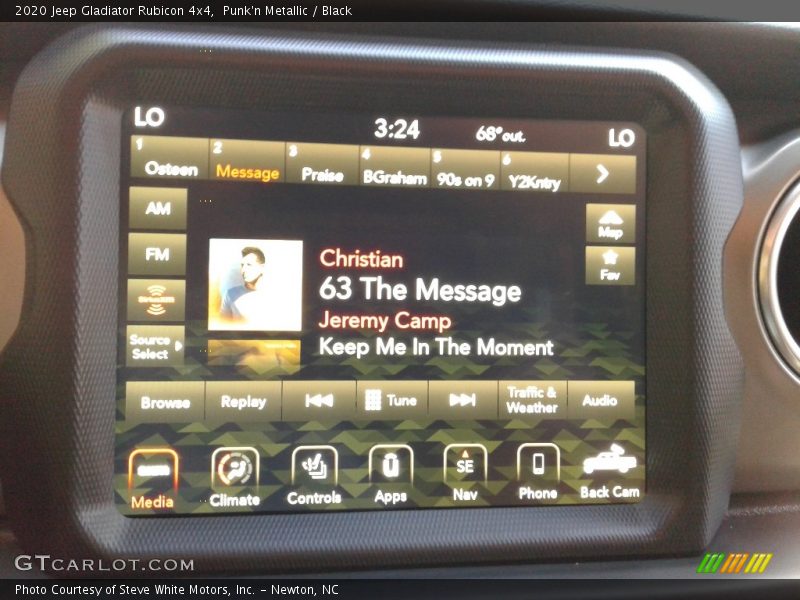 2020 Jeep Gladiator Rubicon 4x4, Punk'n Metallic / Black
LO
3:24
68° out.
LO
1 Osteen
2 Message
3 Praise
4 BGraham
5 90s on 9
6 Y2Kntry
AM
FM
SiriusXM
Source Select
Map
Fav
Christian
63 The Message
Jeremy Camp
Keep Me In The Moment
Browse
Replay
Tune
Traffic & Weather
Audio
Media
Climate
Controls
Apps
SE
Nav
Phone
Back Cam
GTCARLOT.COM
Photo Courtesy of Steve White Motors, Inc. - Newton, NC